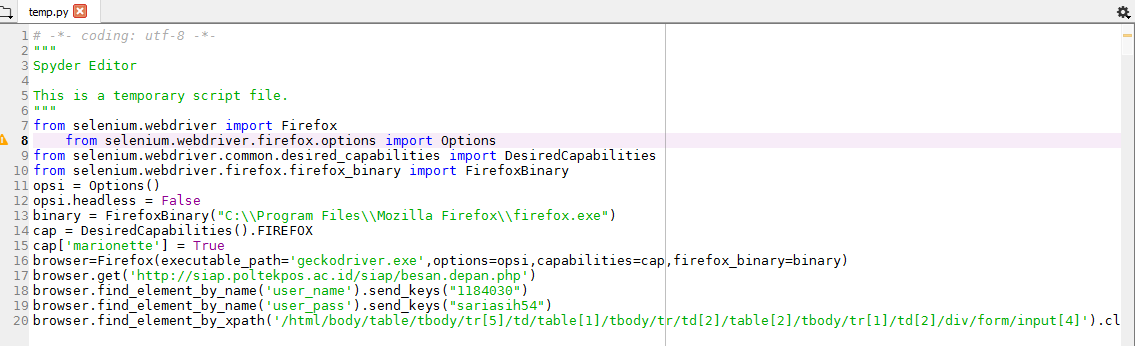 temp.py
1 # -*- coding: utf-8 -*-
2 """
3 Spyder Editor
4
5 This is a temporary script file.
6 """
7 from selenium.webdriver import Firefox
8     from selenium.webdriver.firefox.options import Options
9 from selenium.webdriver.common.desired_capabilities import DesiredCapabilities
10 from selenium.webdriver.firefox.firefox_binary import FirefoxBinary
11 opsi = Options()
12 opsi.headless = False
13 binary = FirefoxBinary("C:\\Program Files\\Mozilla Firefox\\firefox.exe")
14 cap = DesiredCapabilities().FIREFOX
15 cap['marionette'] = True
16 browser=Firefox(executable_path='geckodriver.exe',options=opsi,capabilities=cap,firefox_binary=binary)
17 browser.get('http://siap.poltekpos.ac.id/siap/besan.depan.php')
18 browser.find_element_by_name('user_name').send_keys("1184030")
19 browser.find_element_by_name('user_pass').send_keys("sariasih54")
20 browser.find_element_by_xpath('/html/body/table/tbody/tr[5]/td/table[1]/tbody/tr/td[2]/table[2]/tbody/tr[1]/td[2]/div/form/input[4]').cl